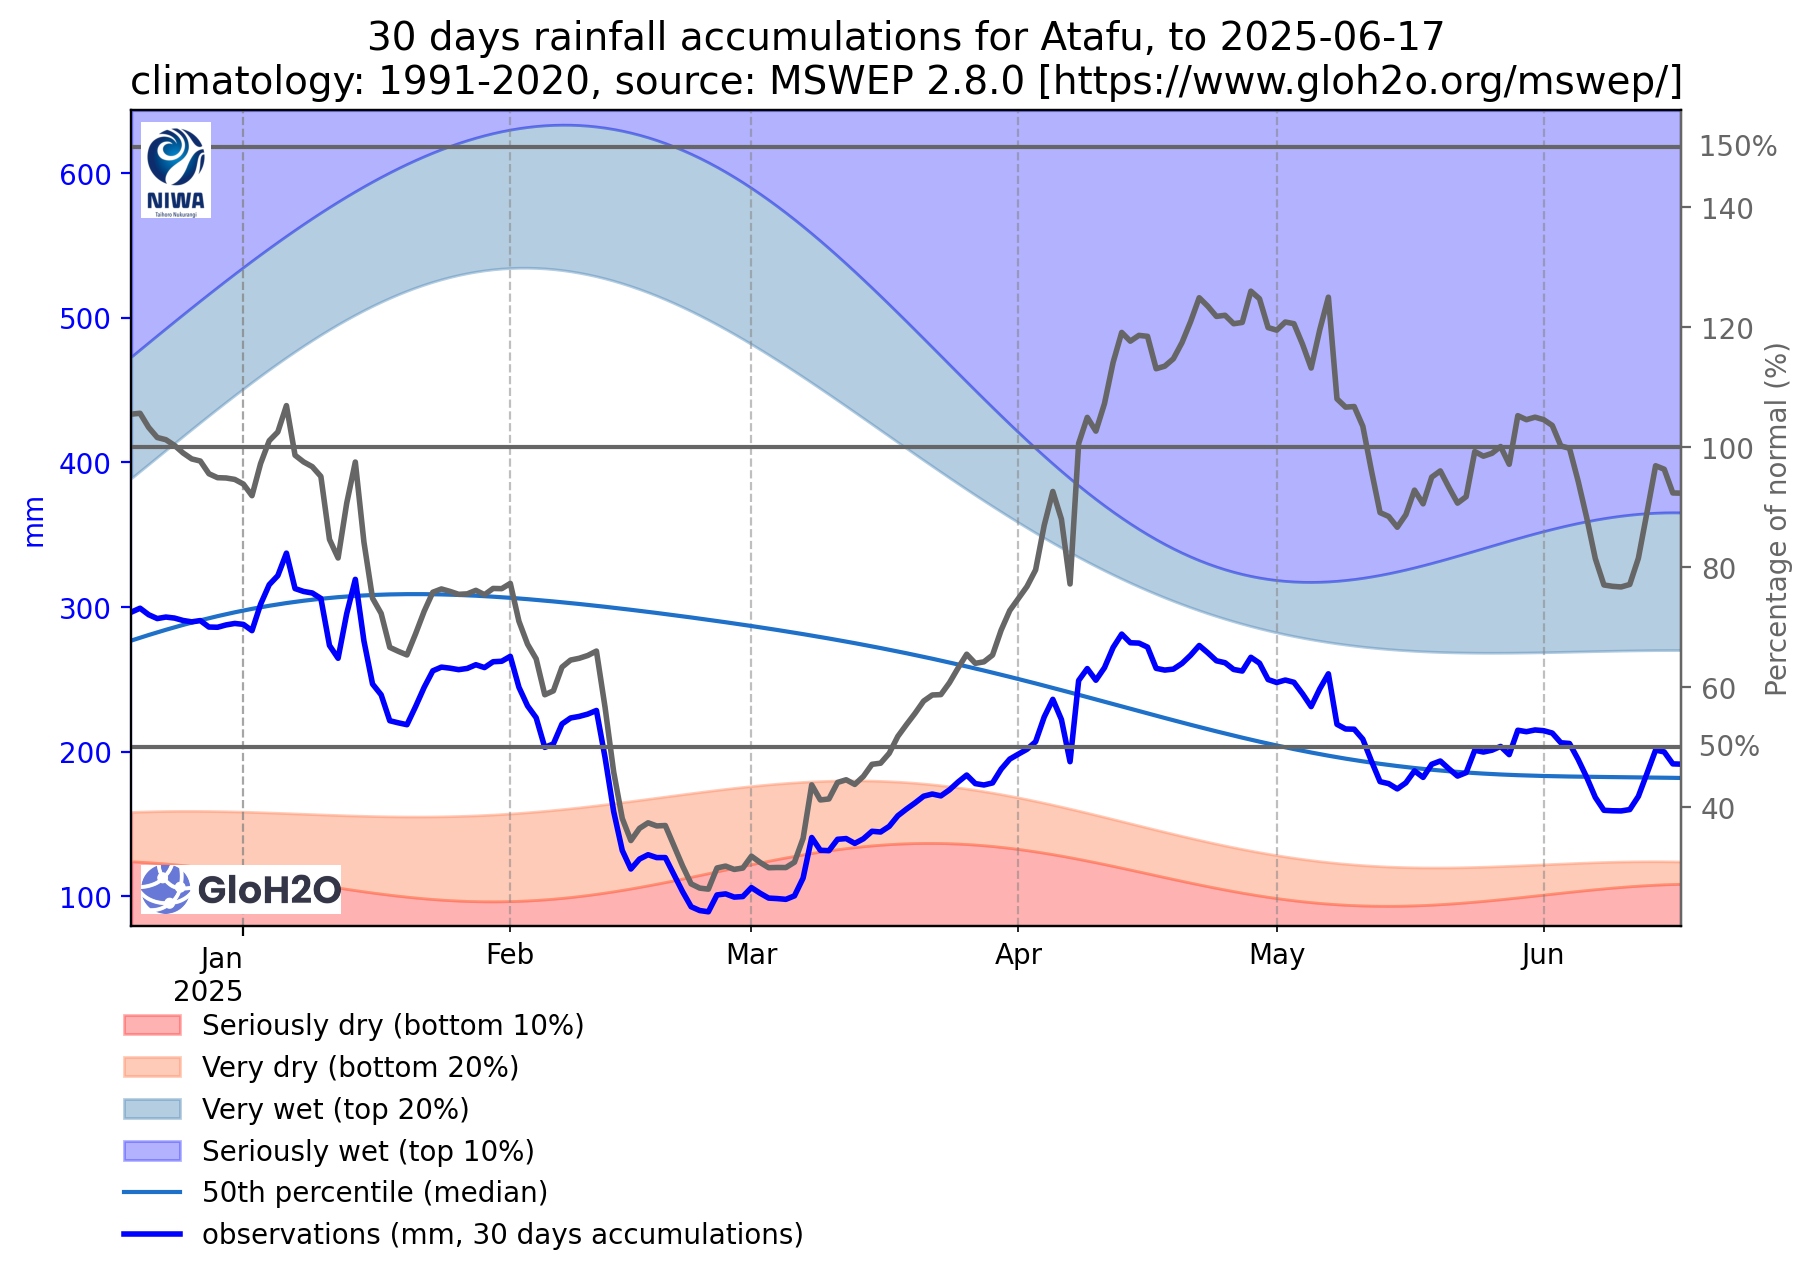 30 days rainfall accumulations for Atafu, to 2025-06-17
climatology: 1991-2020, source: MSWEP 2.8.0 [https://www.gloh2o.org/mswep/]
NIWA
Taihoro Nukurangi
600
500
400
300
200
100
mm
150%
140
120
100
80
60
50%
40
Percentage of normal (%)
GloH2O
Jan
2025
Feb
Mar
Apr
May
Jun
Seriously dry (bottom 10%)
Very dry (bottom 20%)
Very wet (top 20%)
Seriously wet (top 10%)
50th percentile (median)
observations (mm, 30 days accumulations)